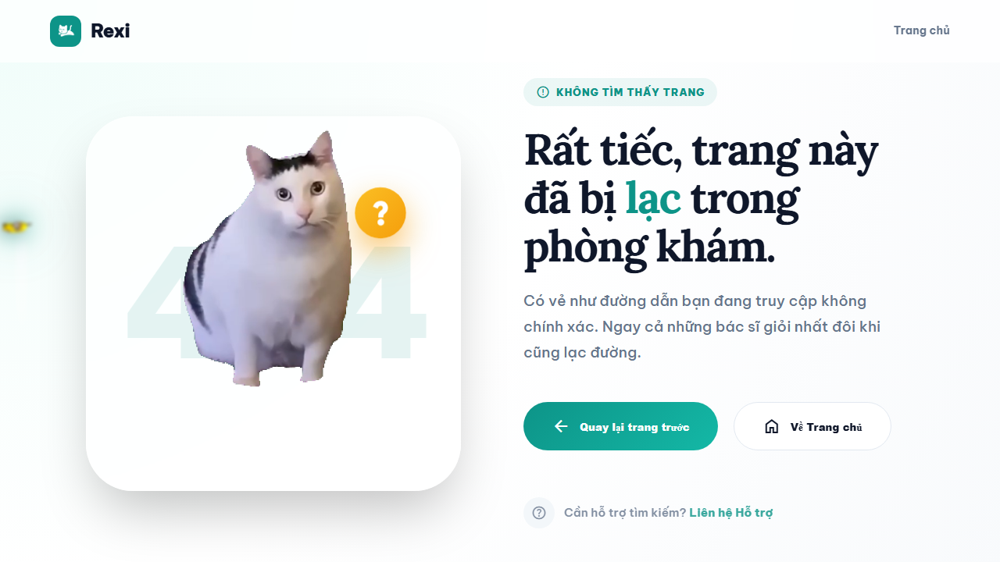 Rexi
Trang chủ
4 4
?
KHÔNG TÌM THẤY TRANG
Rất tiếc, trang này
đã bị lạc trong
phòng khám.
Có vẻ như đường dẫn bạn đang truy cập không
chính xác. Ngay cả những bác sĩ giỏi nhất đôi khi
cũng lạc đường.
Quay lại trang trước
Về Trang chủ
Cần hỗ trợ tìm kiếm? Liên hệ Hỗ trợ